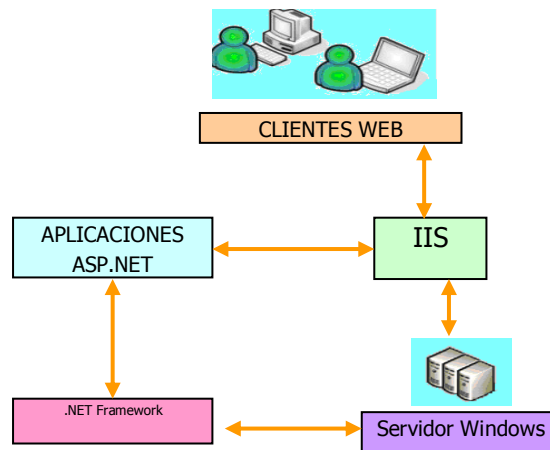 CLIENTES WEB
APLICACIONES
ASP.NET
IIS
.NET Framework
Servidor Windows